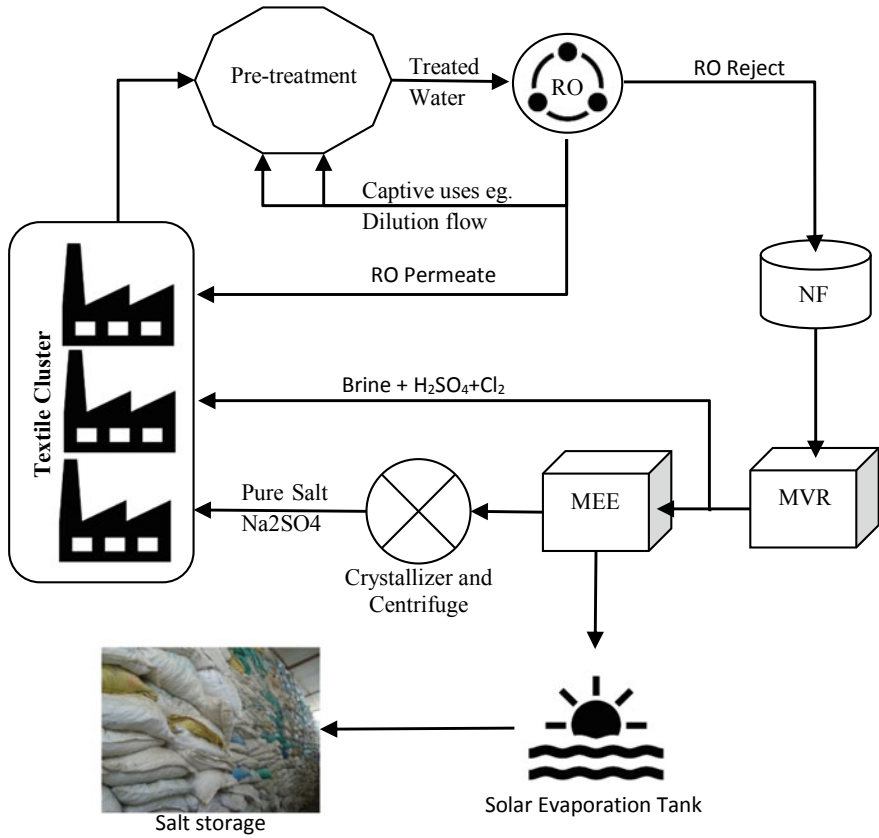 Pre-treatment
Treated
Water
RO
RO Reject
Captive uses eg.
Dilution flow
RO Permeate
NF
Textile Cluster
Brine + H₂SO₄+Cl₂
Pure Salt
Na2SO4
MEE
MVR
Crystallizer and
Centrifuge
Solar Evaporation Tank
Salt storage